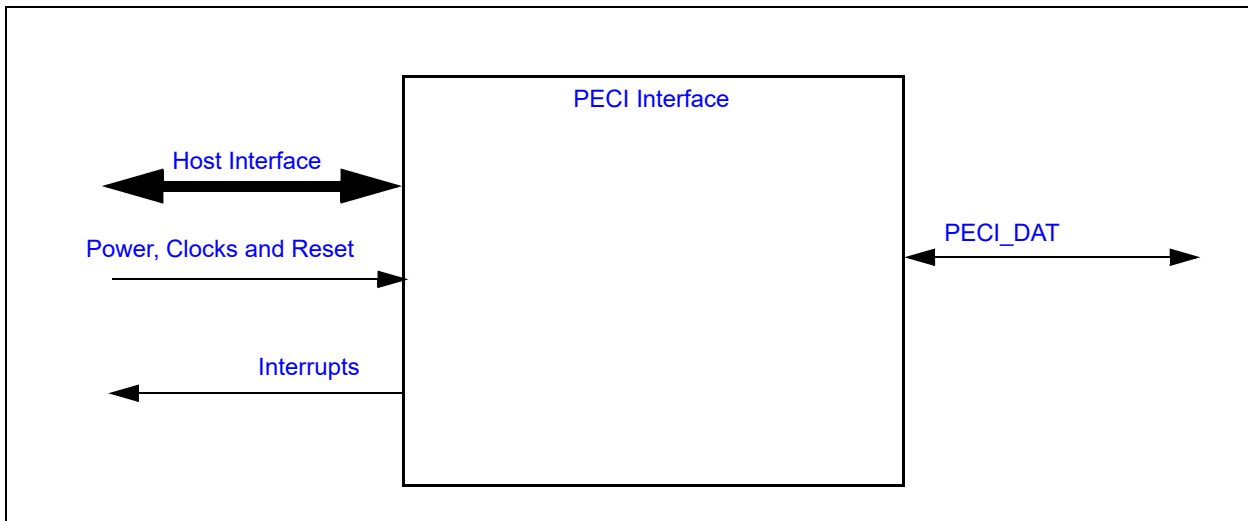 PECI Interface
Host Interface
Power, Clocks and Reset
PECI_DAT
Interrupts